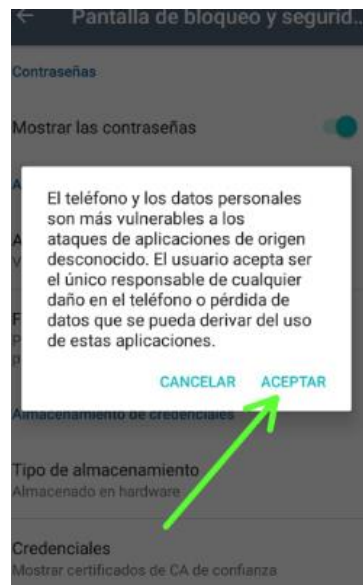 Pantalla de bloqueo y segurid..
Contraseñas
Mostrar las contraseñas
A
El teléfono y los datos personales
son más vulnerables a los
ataques de aplicaciones de origen
desconocido. El usuario acepta ser
el único responsable de cualquier
daño en el teléfono o pérdida de
datos que se pueda derivar del uso
de estas aplicaciones.
CANCELAR ACEPTAR
Almacenamiento de credenciales
Tipo de almacenamiento
Almacenado en hardware
Credenciales
Mostrar certificados de CA de confianza